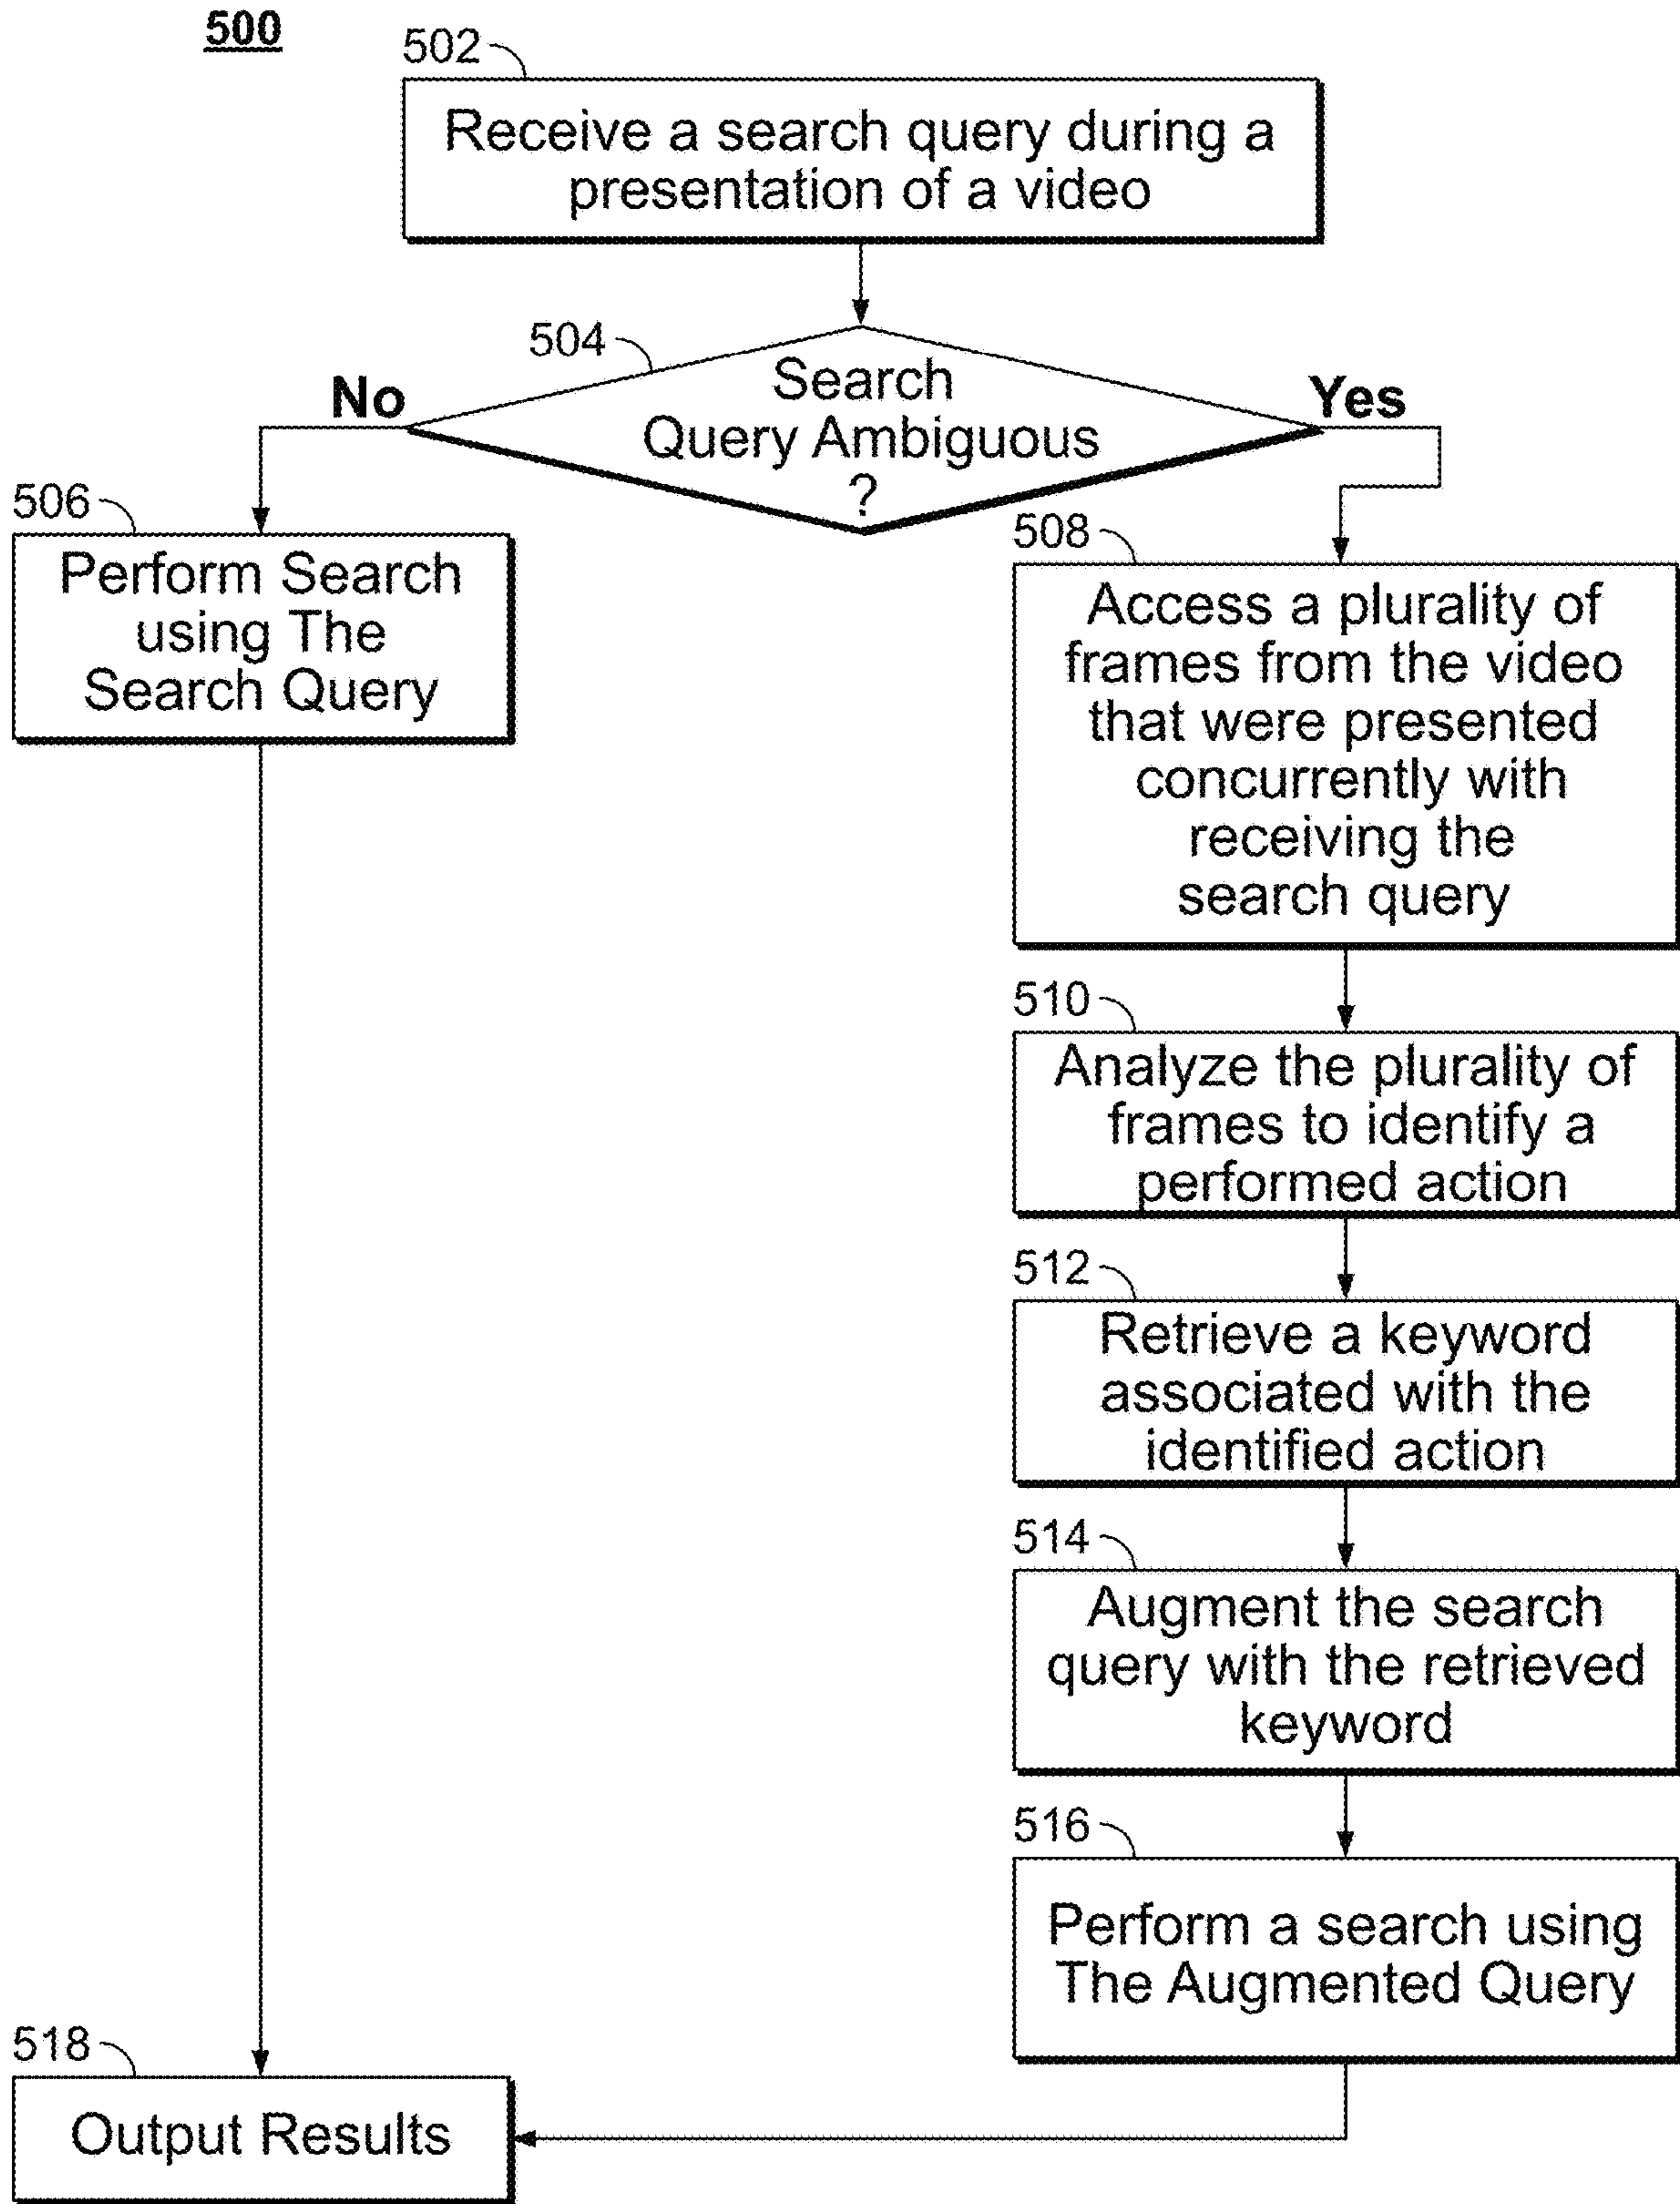 500
502
Receive a search query during a
presentation of a video
504
Search
Query Ambiguous
?
No
Yes
506
Perform Search
using The
Search Query
508
Access a plurality of
frames from the video
that were presented
concurrently with
receiving the
search query
510
Analyze the plurality of
frames to identify a
performed action
512
Retrieve a keyword
associated with the
identified action
514
Augment the search
query with the retrieved
keyword
516
Perform a search using
The Augmented Query
518
Output Results